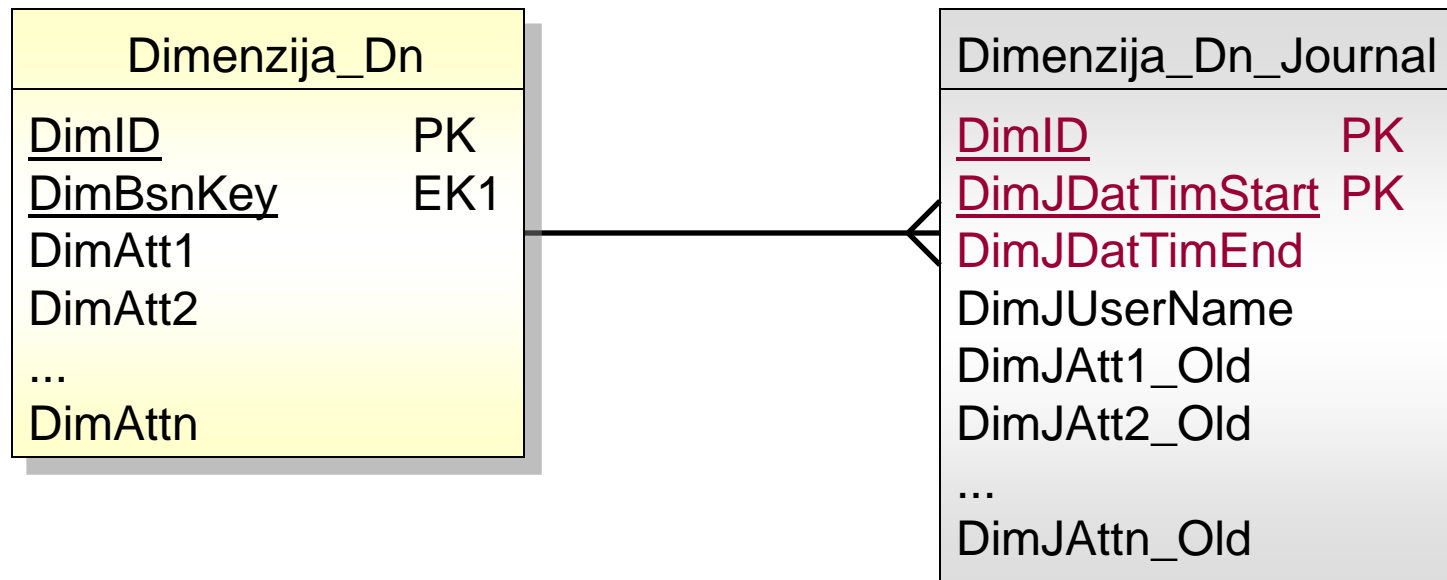 Dimenzija_Dn
DimID PK
DimBsnKey EK1
DimAtt1
DimAtt2
...
DimAttn
Dimenzija_Dn_Journal
DimID PK
DimJDatTimStart PK
DimJDatTimEnd
DimJUserName
DimJAtt1_Old
DimJAtt2_Old
...
DimJAttn_Old